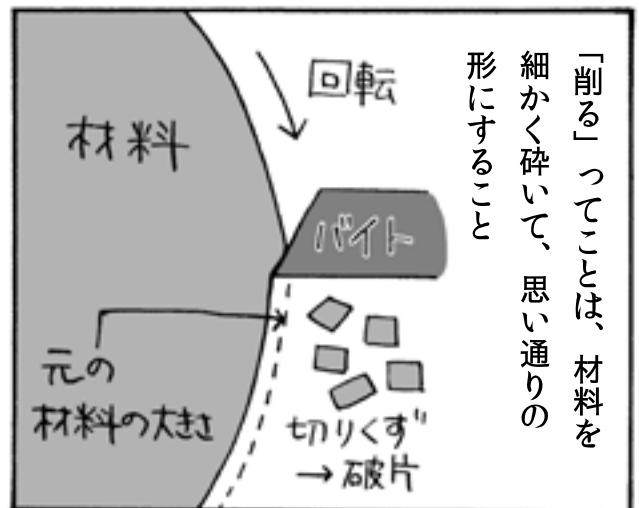 「削る」ってことは、材料を
細かく砕いて、思い通りの
形にすること
回転
材料
バイト
元の
材料の大きさ
切りくず
→破片